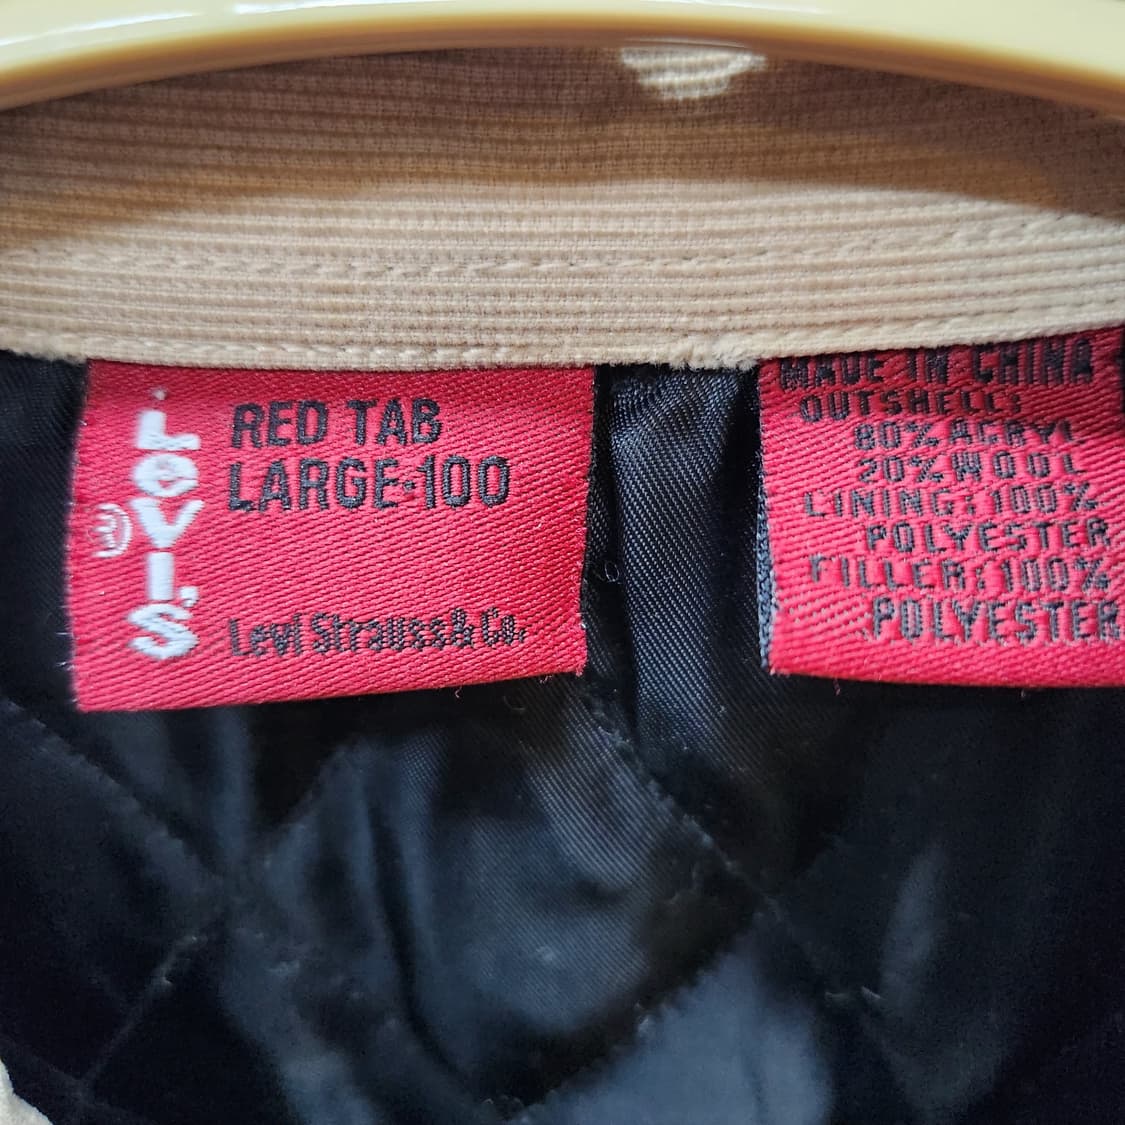 LEVI'S
®
RED TAB
LARGE·100
Levi Strauss & Co.
MADE IN CHINA
OUTSHELL:
80% ACRYL
20% WOOL
LINING:100%
POLYESTER
FILLER:100%
POLYESTER